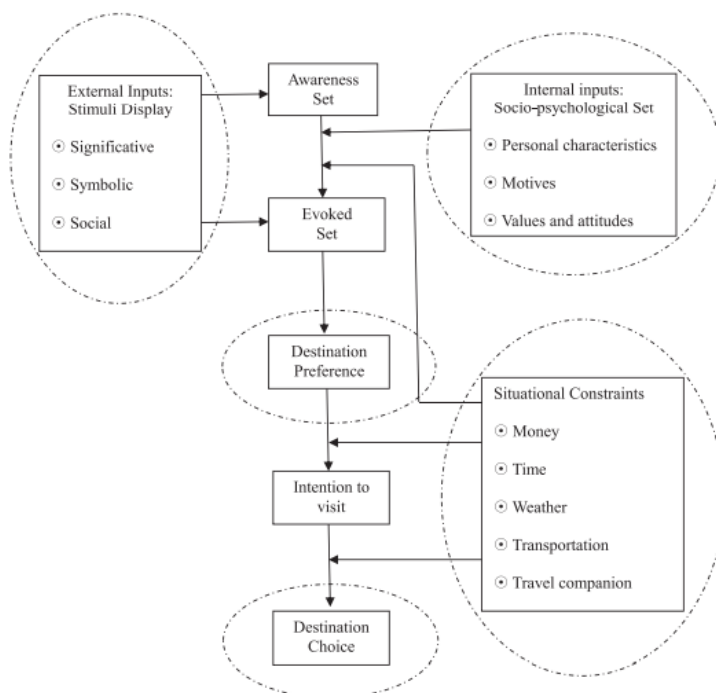 External Inputs:
Stimuli Display
Significative
Symbolic
Social
Awareness
Set
Internal inputs:
Socio-psychological Set
Personal characteristics
Motives
Values and attitudes
Evoked
Set
Destination
Preference
Situational Constraints
Money
Time
Weather
Transportation
Travel companion
Intention to
visit
Destination
Choice